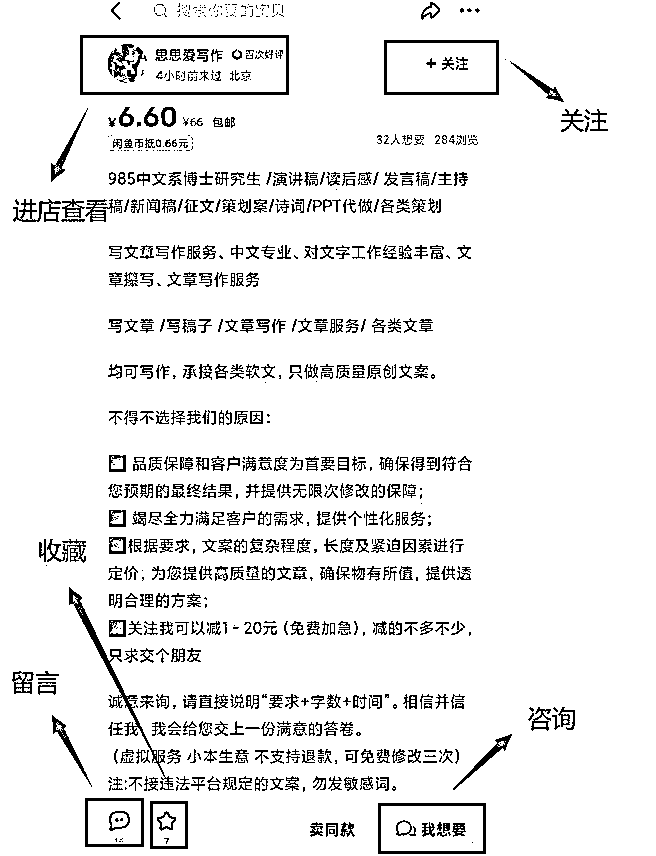 搜索你要的宝贝
思思爱写作 百次好评
4小时前来过 北京
+ 关注
关注
¥6.60 ¥66 包邮
闲鱼币抵0.66元
32人想要 284浏览
进店查看
985中文系博士研究生 /演讲稿/读后感/ 发言稿/主持
稿/新闻稿/征文/策划案/诗词/PPT代做/各类策划
写文章写作服务、中文专业、对文字工作经验丰富、文
章撰写、文章写作服务
写文章 /写稿子 /文章写作 /文章服务/ 各类文章
均可写作，承接各类软文，只做高质量原创文案。
不得不选择我们的原因：
品质保障和客户满意度为首要目标，确保得到符合
您预期的最终结果，并提供无限次修改的保障；
竭尽全力满足客户的需求，提供个性化服务；
根据要求，文案的复杂程度，长度及紧迫因素进行
定价；为您提供高质量的文章，确保物有所值，提供透
明合理的方案；
关注我可以减1-20元（免费加急），减的不多不少，
只求交个朋友
收藏
留言
诚意来询，请直接说明“要求+字数+时间”。相信并信
任我，我会给您交上一份满意的答卷。
（虚拟服务 小本生意 不支持退款，可免费修改三次）
注:不接违法平台规定的文案，勿发敏感词。
咨询
7
卖同款
我想要